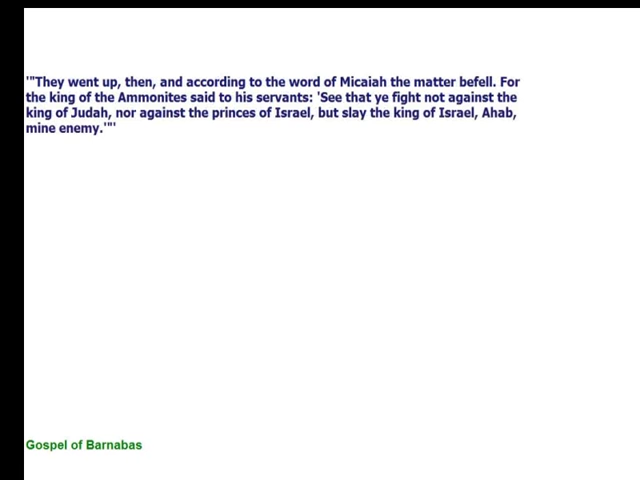 '"They went up, then, and according to the word of Micaiah the matter befell. For
the king of the Ammonites said to his servants: 'See that ye fight not against the
king of Judah, nor against the princes of Israel, but slay the king of Israel, Ahab,
mine enemy.'"'
Gospel of Barnabas